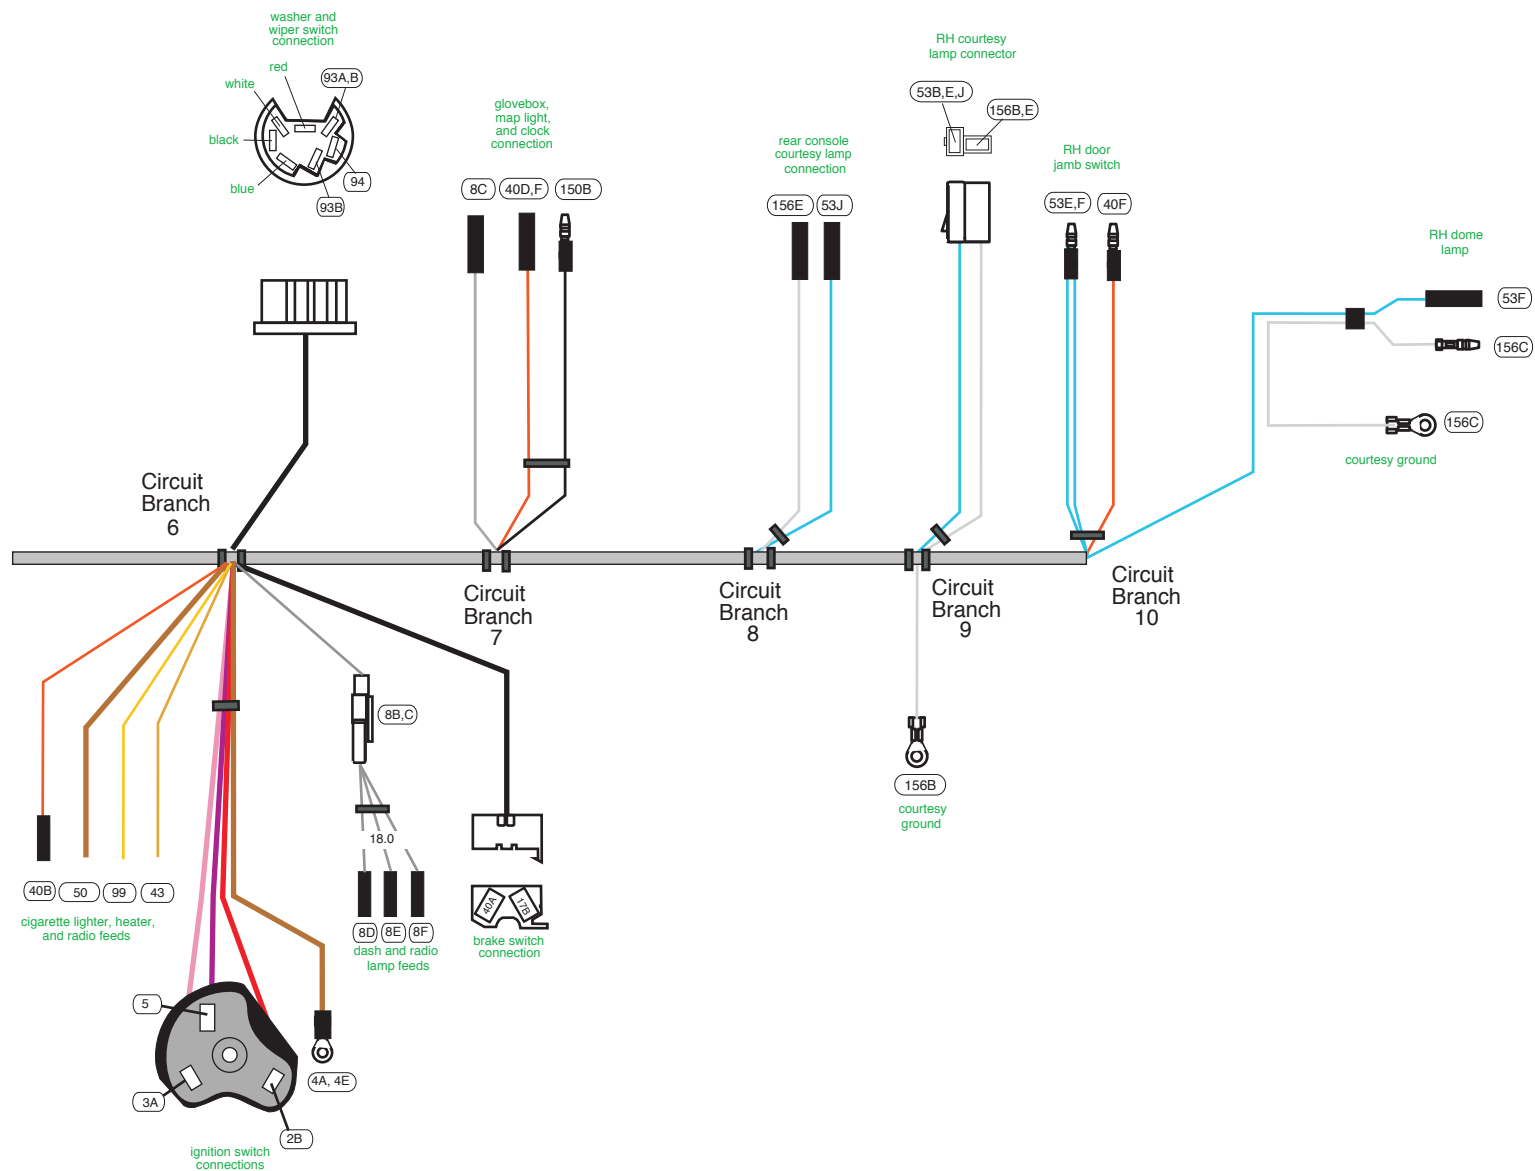 washer and
wiper switch
connection
red
white
93A,B
black
blue
94
93B
glovebox,
map light,
and clock
connection
8C
40D,F
150B
rear console
courtesy lamp
connection
156E
53J
RH courtesy
lamp connector
53B,E,J
156B,E
RH door
jamb switch
53E,F
40F
RH dome
lamp
53F
156C
156C
courtesy ground
Circuit
Branch
6
Circuit
Branch
7
Circuit
Branch
8
Circuit
Branch
9
Circuit
Branch
10
8B,C
18.0
156B
courtesy
ground
40B
50
99
43
cigarette lighter, heater,
and radio feeds
8D
8E
8F
dash and radio
lamp feeds
40A
17B
brake switch
connection
5
3A
2B
4A, 4E
ignition switch
connections